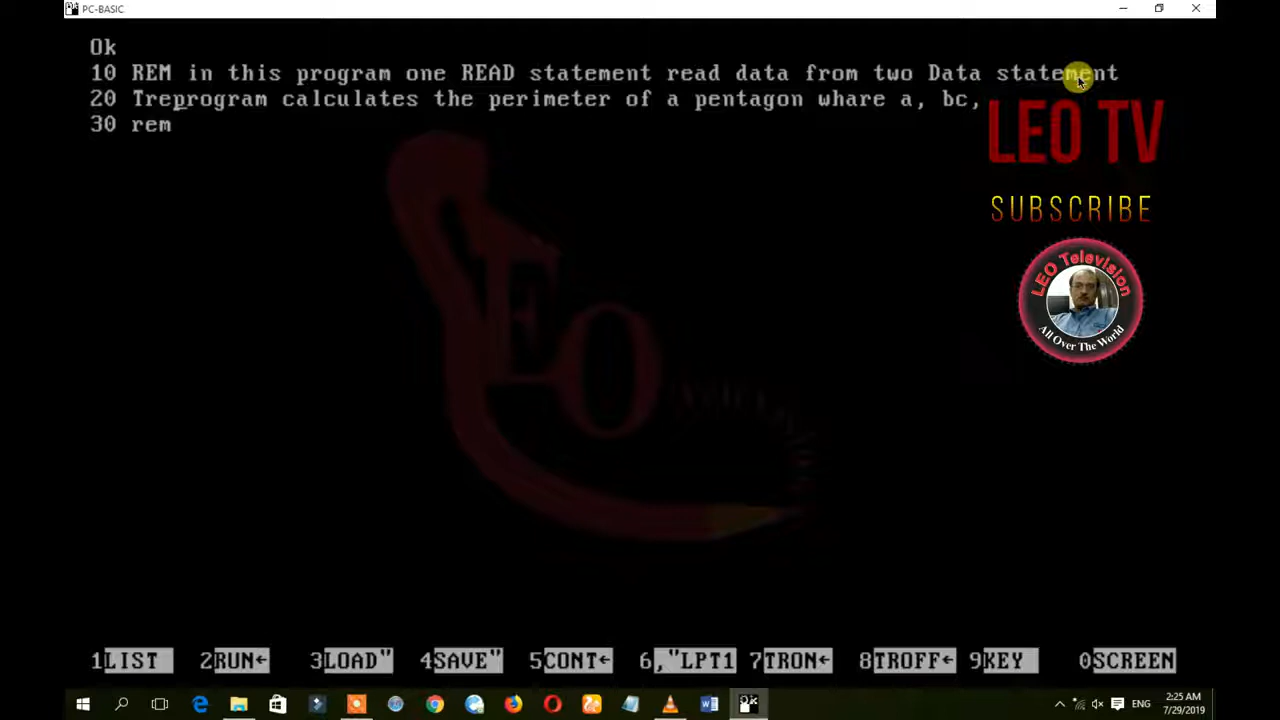 PC-BASIC
Ok
10 REM in this program one READ statement read data from two Data statement
20 Treprogram calculates the perimeter of a pentagon whare a, bc,
30 rem
LEO TV
SUBSCRIBE
LEO Television
All Over The World
LEO
1LIST 2RUN← 3LOAD" 4SAVE" 5CONT← 6,"LPT1 7TRON← 8TROFF← 9KEY 0SCREEN
ENG
2:25 AM
7/29/2019